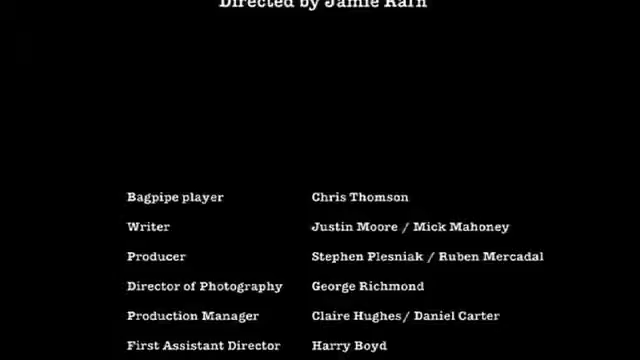 Directed by Jamie Rafn
Bagpipe player Chris Thomson
Writer Justin Moore / Mick Mahoney
Producer Stephen Plesniak / Ruben Mercadal
Director of Photography George Richmond
Production Manager Claire Hughes/ Daniel Carter
First Assistant Director Harry Boyd